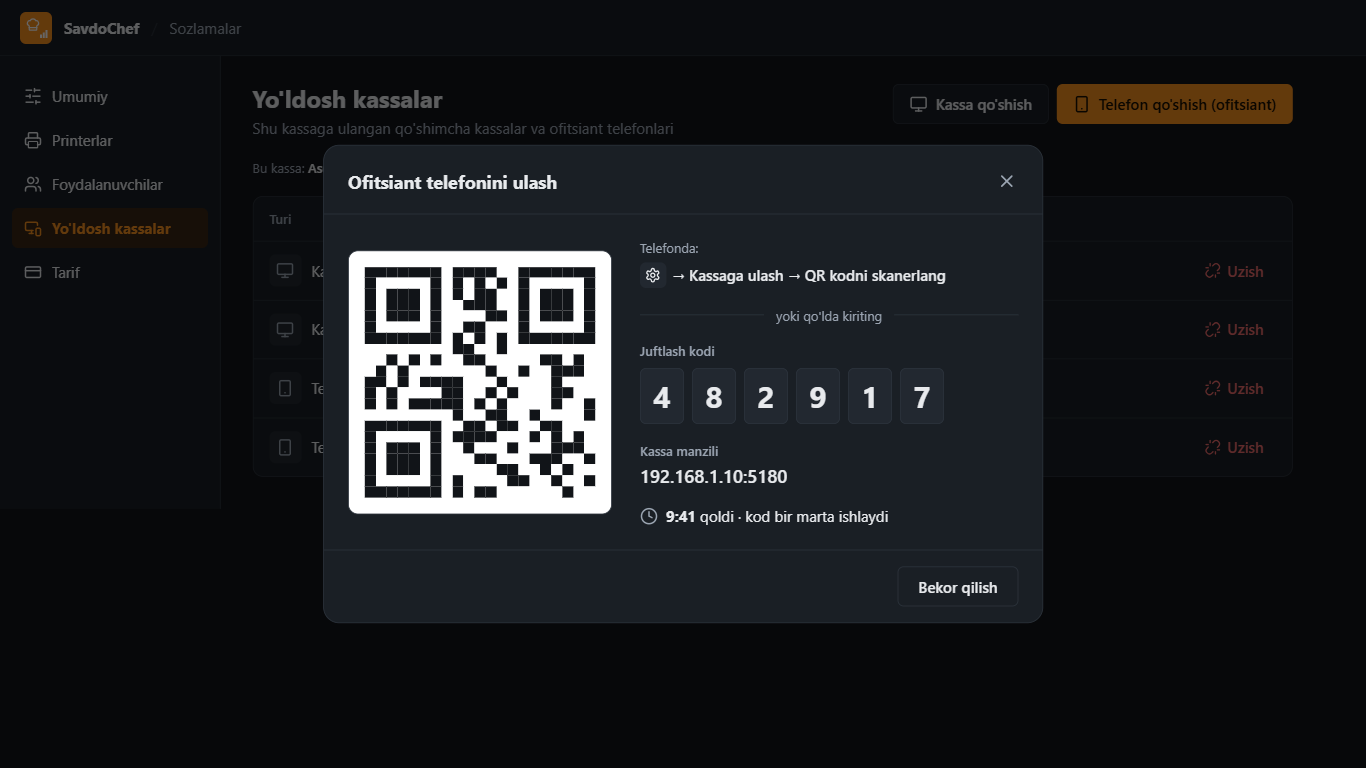 SavdoChef / Sozlamalar
Umumiy
Printerlar
Foydalanuvchilar
Yo'ldosh kassalar
Tarif
Yo'ldosh kassalar
Shu kassaga ulangan qo'shimcha kassalar va ofitsiant telefonlari
Kassa qo'shish
Telefon qo'shish (ofitsiant)
Bu kassa:
Turi
Uzish
Uzish
Uzish
Uzish
Ofitsiant telefonini ulash
Telefonda:
→ Kassaga ulash → QR kodni skanerlang
yoki qo'lda kiriting
Juftlash kodi
4 8 2 9 1 7
Kassa manzili
192.168.1.10:5180
9:41 qoldi · kod bir marta ishlaydi
Bekor qilish